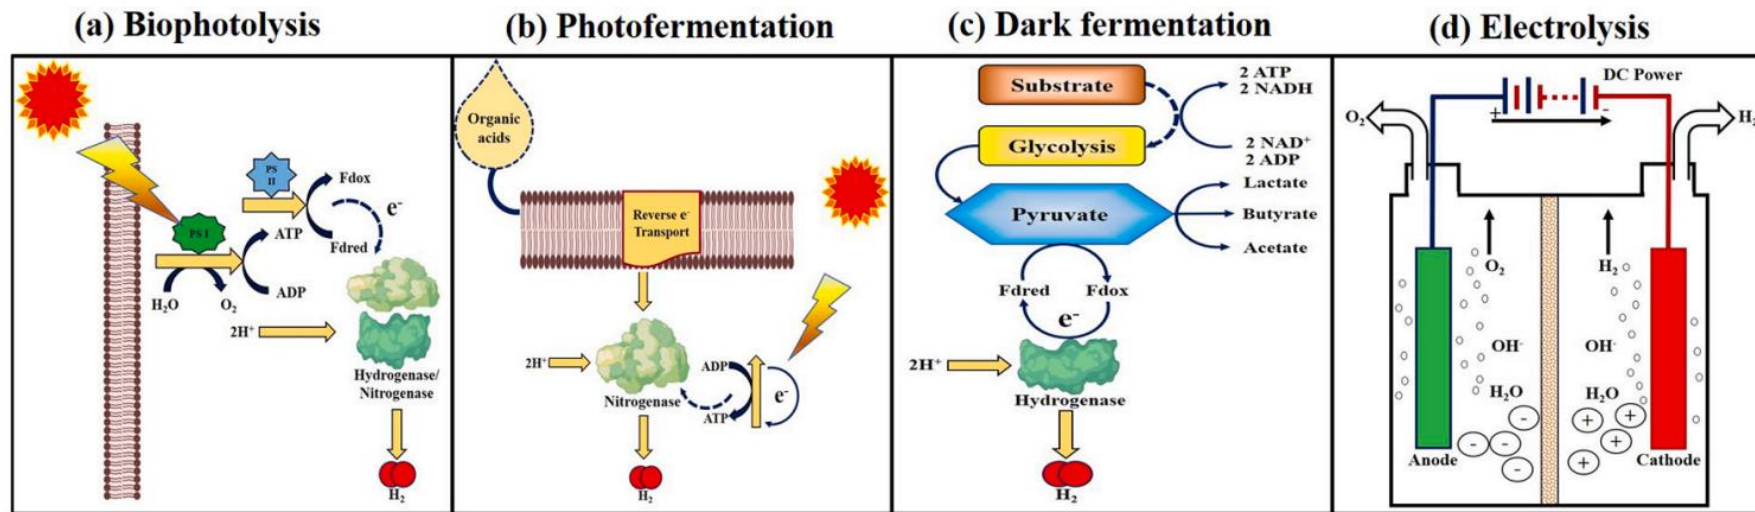 (a) Biophotolysis
PS
II
Fdox
e-
PS I
ATP
Fdred
H₂O
O₂
ADP
2H⁺
Hydrogenase/
Nitrogenase
H₂
(b) Photofermentation
Organic
acids
Reverse e⁻
Transport
2H⁺
ADP
e-
Nitrogenase
ATP
H₂
(c) Dark fermentation
Substrate
2 ATP
2 NADH
Glycolysis
2 NAD⁺
2 ADP
Lactate
Pyruvate
Butyrate
Acetate
Fdred
Fdox
e-
2H⁺
Hydrogenase
H₂
(d) Electrolysis
DC Power
+
-
O₂
H₂
O₂
H₂
OH⁻
OH⁻
H₂O
H₂O
-
-
-
-
+
+
+
+
Anode
Cathode